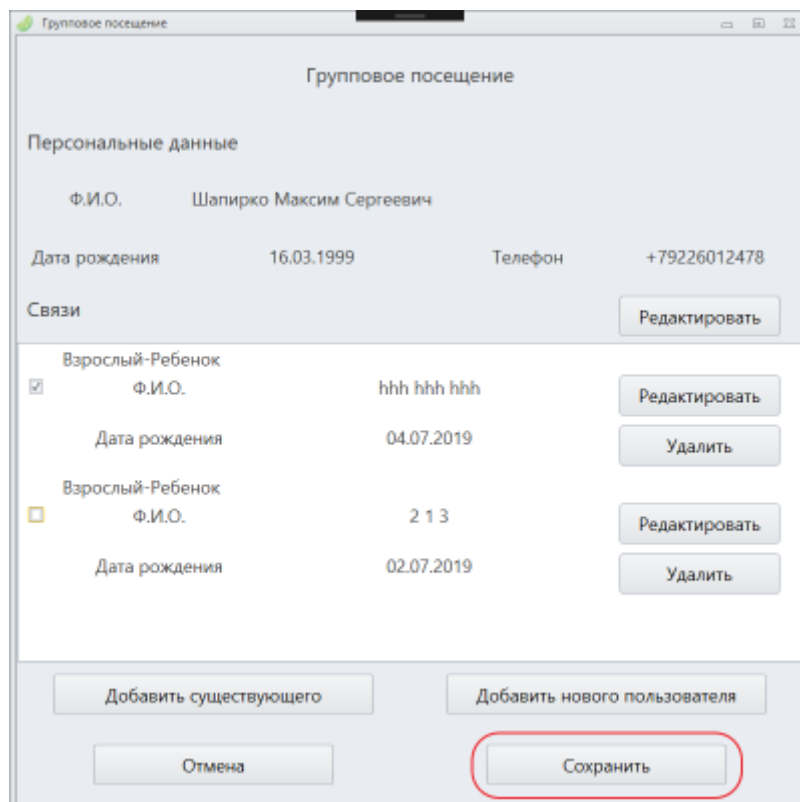 Групповое посещение
Групповое посещение
Персональные данные
Ф.И.О. Шапирко Максим Сергеевич
Дата рождения 16.03.1999 Телефон +79226012478
Связи Редактировать
Взрослый-Ребенок
Ф.И.О. hhh hhh hhh Редактировать
Дата рождения 04.07.2019 Удалить
Взрослый-Ребенок
Ф.И.О. 2 1 3 Редактировать
Дата рождения 02.07.2019 Удалить
Добавить существующего Добавить нового пользователя
Отмена Сохранить